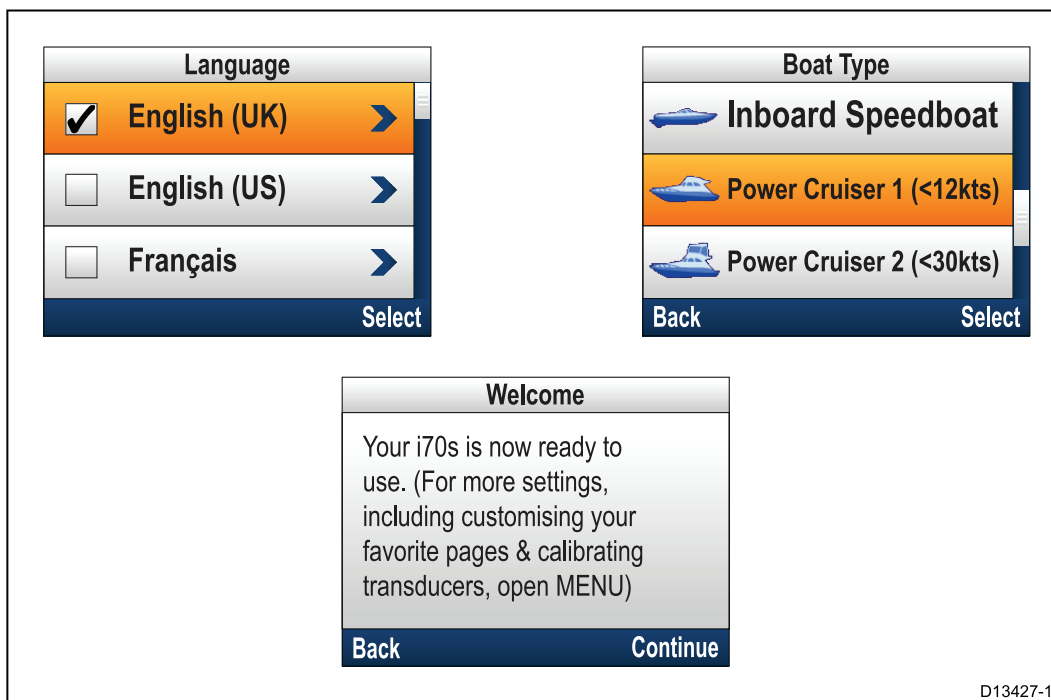 Language
English (UK)
English (US)
Français
Select
Boat Type
Inboard Speedboat
Power Cruiser 1 (<12kts)
Power Cruiser 2 (<30kts)
Back Select
Welcome
Your i70s is now ready to
use. (For more settings,
including customising your
favorite pages & calibrating
transducers, open MENU)
Back Continue
D13427-1